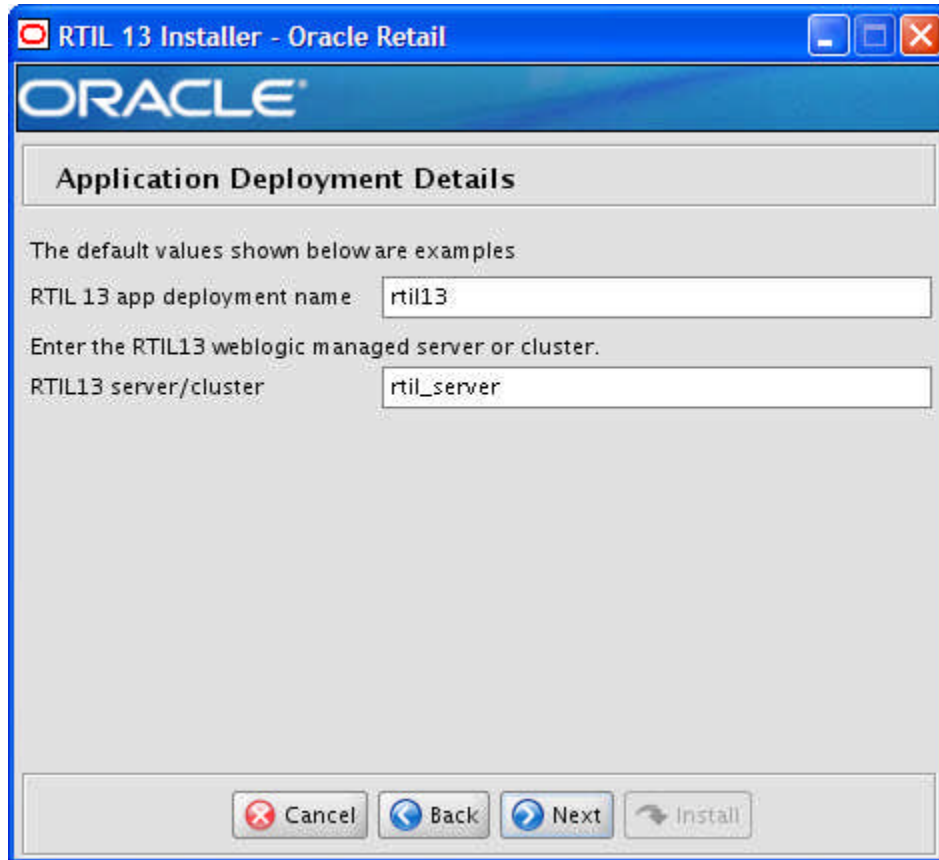 RTIL 13 Installer - Oracle Retail
ORACLE
Application Deployment Details
The default values shown below are examples
RTIL 13 app deployment name rtil13
Enter the RTIL13 weblogic managed server or cluster.
RTIL13 server/cluster rtil_server
Cancel Back Next Install